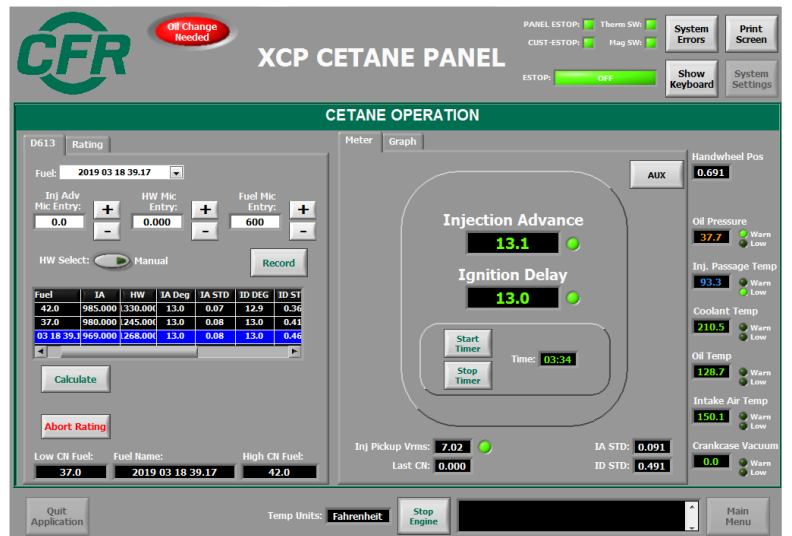 CFR
Oil Change
Needed
XCP CETANE PANEL
PANEL ESTOP: Therm SW:
CUST-ESTOP: Mag SW:
ESTOP: OFF
System
Errors
Print
Screen
Show
Keyboard
System
Settings
CETANE OPERATION
D613 Rating
Fuel: 2019 03 18 39.17
Inj Adv
Mic Entry:
0.0
+
-
HW Mic
Entry:
0.000
+
-
Fuel Mic
Entry:
600
+
-
HW Select: Manual
Record
Fuel IA HW IA Deg IA STD ID DEG ID ST
42.0 985.000 1330.000 13.0 0.07 12.9 0.36
37.0 980.000 1245.000 13.0 0.08 13.0 0.41
03 18 39.1 969.000 1268.000 13.0 0.08 13.0 0.46
Calculate
Abort Rating
Low CN Fuel: Fuel Name: High CN Fuel:
37.0 2019 03 18 39.17 42.0
Meter Graph
AUX
Injection Advance
13.1
Ignition Delay
13.0
Start
Timer
Stop
Timer
Time: 03:34
Inj Pickup Vrms: 7.02
Last CN: 0.000
IA STD: 0.091
ID STD: 0.491
Handwheel Pos
0.691
Oil Pressure
37.7 Warn
Low
Inj. Passage Temp
93.3 Warn
Low
Coolant Temp
210.5 Warn
Low
Oil Temp
128.7 Warn
Low
Intake Air Temp
150.1 Warn
Low
Crankcase Vacuum
0.0 Warn
Low
Quit
Application
Temp Units: Fahrenheit
Stop
Engine
Main
Menu